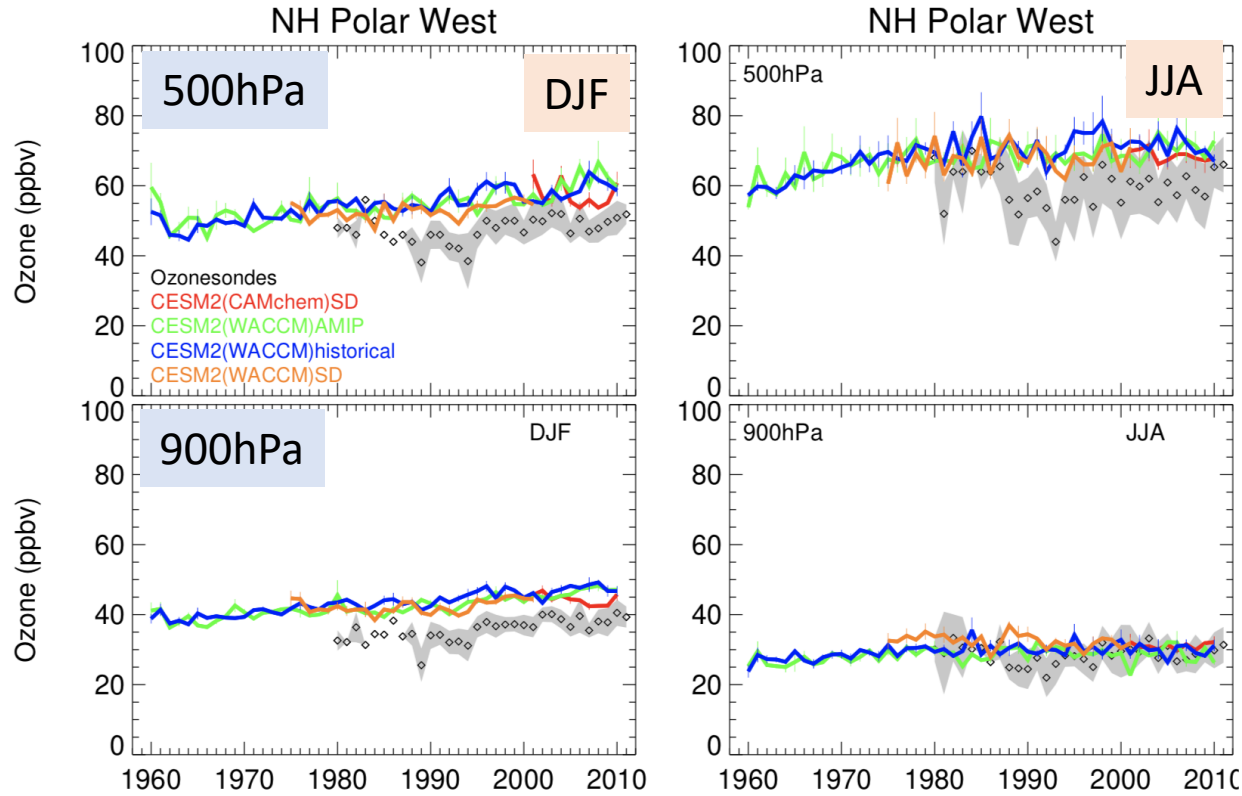 NH Polar West
NH Polar West
Ozone (ppbv)
100
80
60
40
20
0
500hPa
DJF
Ozonesondes
CESM2(CAMchem)SD
CESM2(WACCM)AMIP
CESM2(WACCM)historical
CESM2(WACCM)SD
100
80
60
40
20
0
500hPa
JJA
Ozone (ppbv)
100
80
60
40
20
0
900hPa
DJF
1960 1970 1980 1990 2000 2010
100
80
60
40
20
0
900hPa
JJA
1960 1970 1980 1990 2000 2010